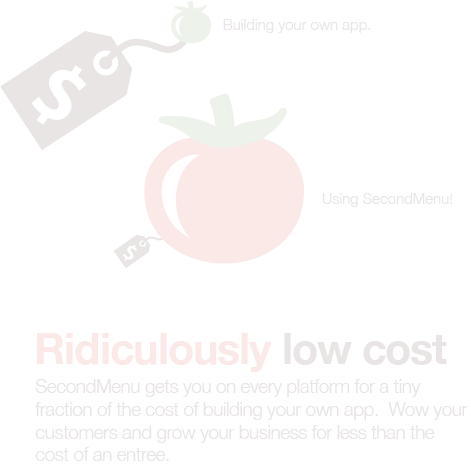 Building your own app.
Using SecondMenu!
Ridiculously low cost
SecondMenu gets you on every platform for a tiny
fraction of the cost of building your own app. Wow your
customers and grow your business for less than the
cost of an entree.